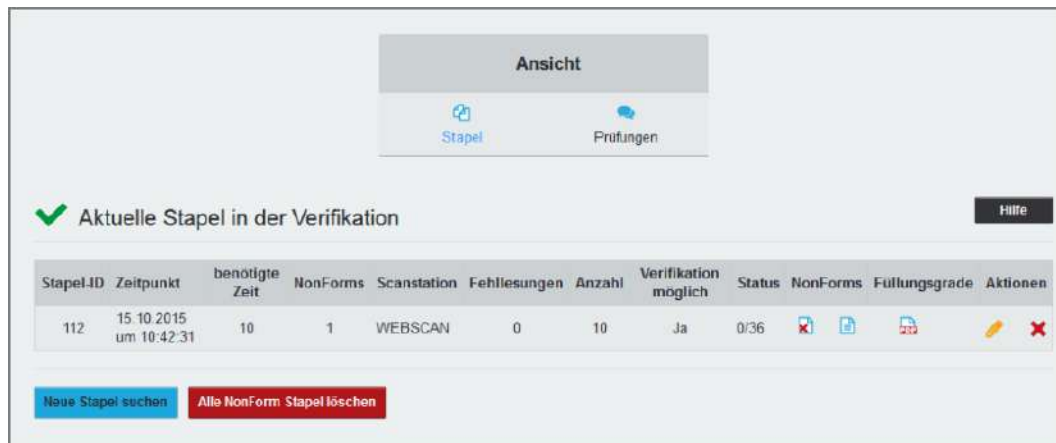 Ansicht
Stapel Prüfungen
Aktuelle Stapel in der Verifikation
Hilfe
Stapel-ID Zeitpunkt benötigte Zeit NonForms Scanstation Fehllesungen Anzahl Verifikation möglich Status NonForms Füllungsgrade Aktionen
112 15.10.2015 um 10:42:31 10 1 WEBSCAN 0 10 Ja 0/36
Neue Stapel suchen Alle NonForm Stapel löschen